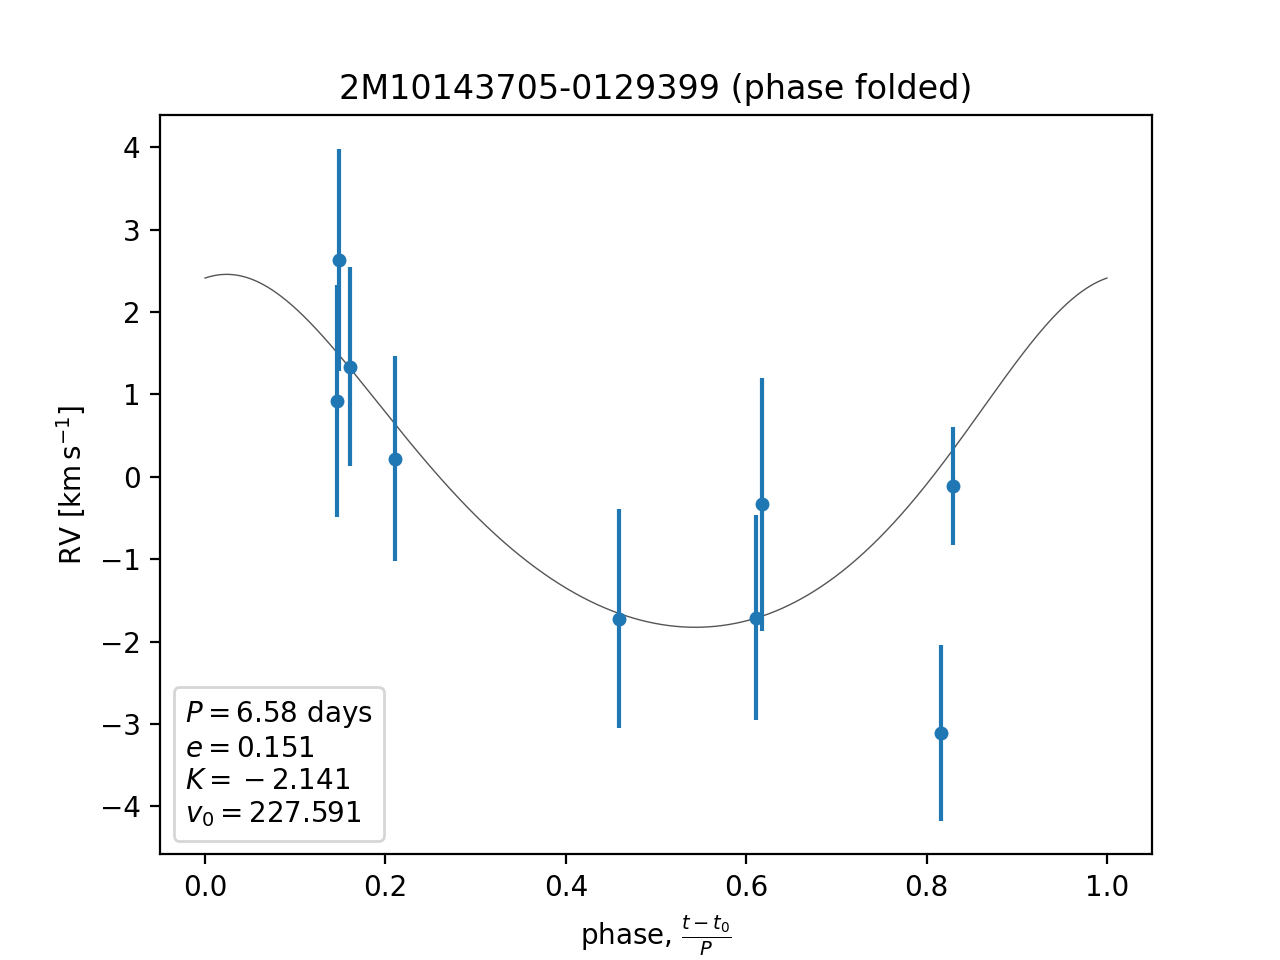 2M10143705-0129399 (phase folded)
4
3
2
1
0
−1
−2
−3
−4
RV [km s⁻¹]
P = 6.58 days
e = 0.151
K = −2.141
v₀ = 227.591
0.0 0.2 0.4 0.6 0.8 1.0
phase, (t − t₀)/P